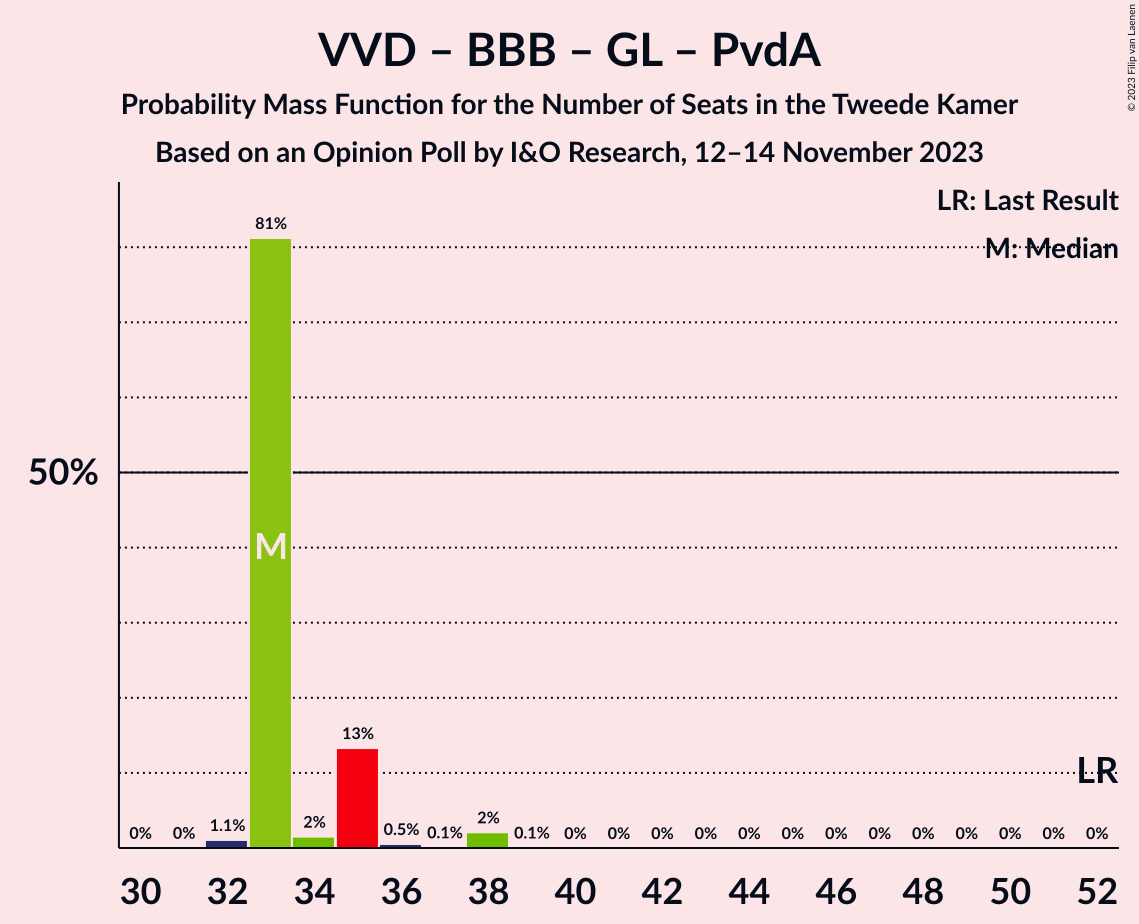 VVD – BBB – GL – PvdA
Probability Mass Function for the Number of Seats in the Tweede Kamer
Based on an Opinion Poll by I&O Research, 12–14 November 2023
© 2023 Filip van Laenen
LR: Last Result
M: Median
50%
0% 0% 1.1% 81% 2% 13% 0.5% 0.1% 2% 0.1% 0% 0% 0% 0% 0% 0% 0% 0% 0% 0% 0% 0% 0%
M
LR
30 32 34 36 38 40 42 44 46 48 50 52